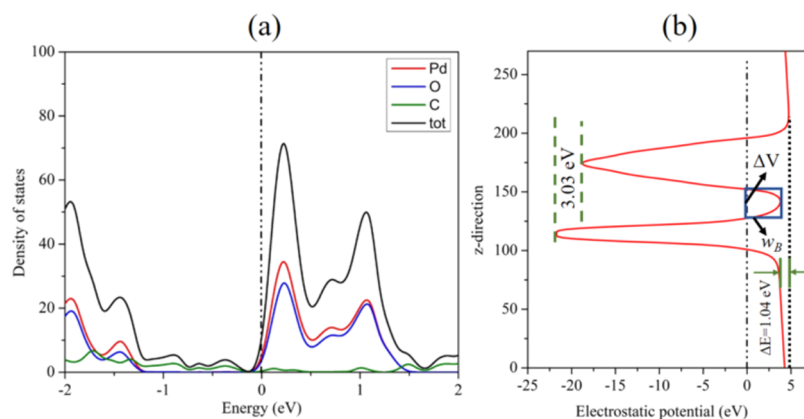 (a)
(b)
100
80
60
40
20
0
Density of states
-2
-1
0
1
2
Energy (eV)
Pd
O
C
tot
250
200
150
100
50
0
z-direction
3.03 eV
ΔV
w_B
ΔE=1.04 eV
-25
-20
-15
-10
-5
0
5
Electrostatic potential (eV)